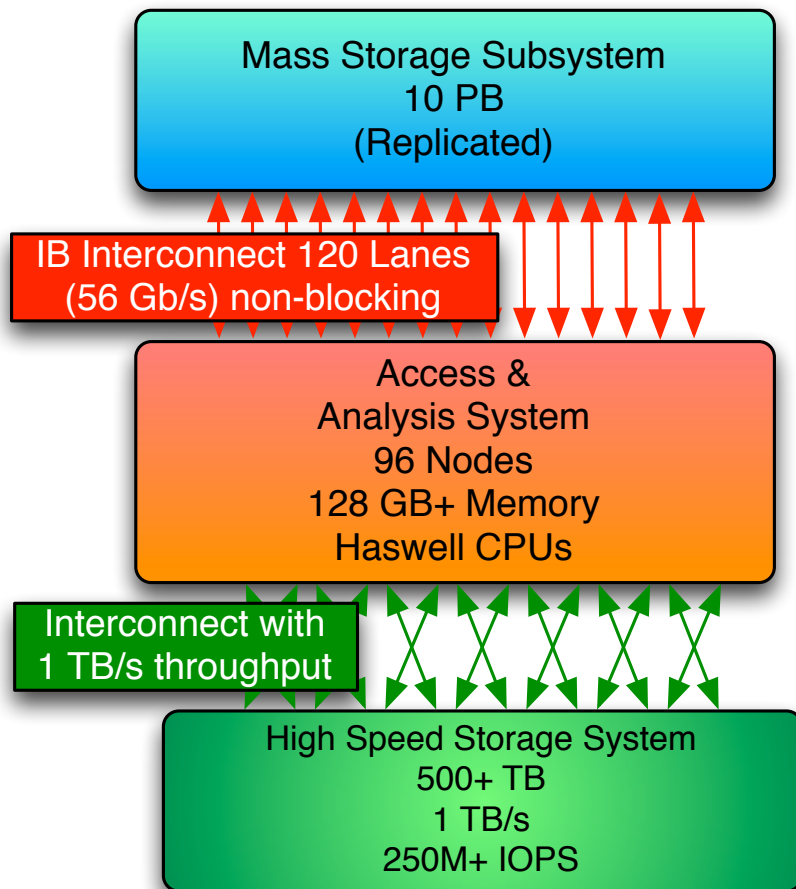 Mass Storage Subsystem
10 PB
(Replicated)
IB Interconnect 120 Lanes
(56 Gb/s) non-blocking
Access &
Analysis System
96 Nodes
128 GB+ Memory
Haswell CPUs
Interconnect with
1 TB/s throughput
High Speed Storage System
500+ TB
1 TB/s
250M+ IOPS